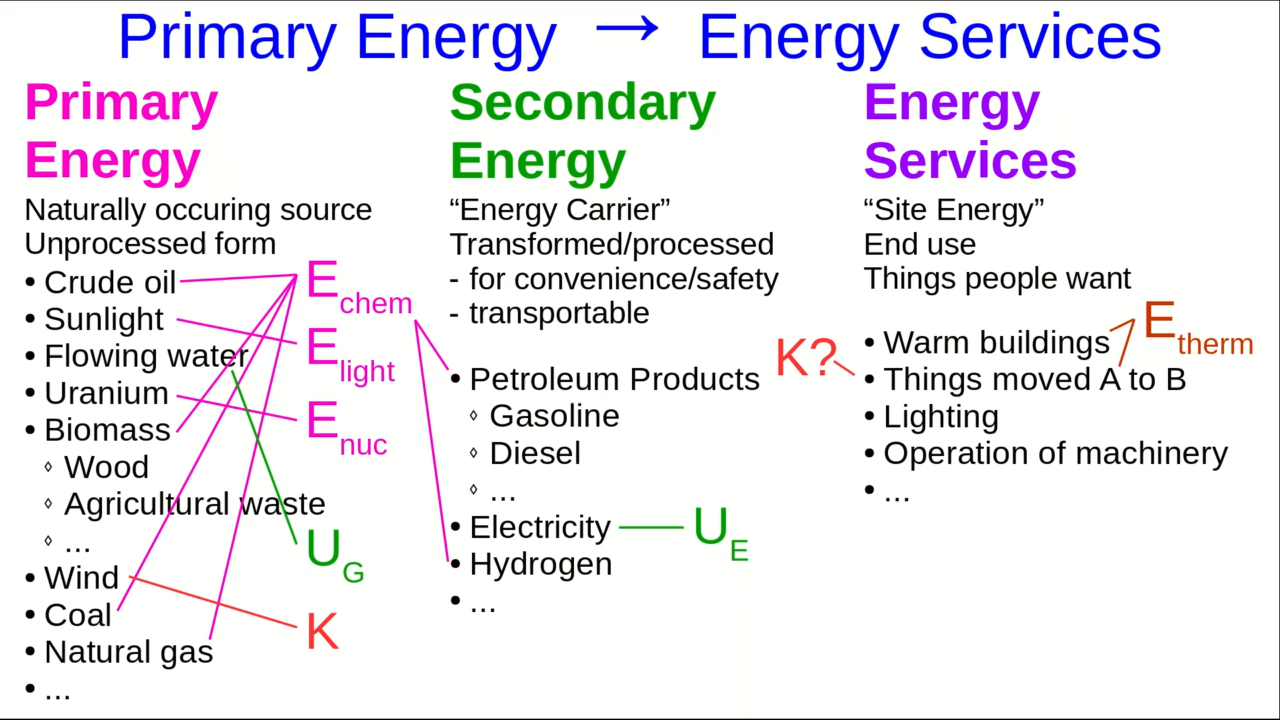 Primary Energy → Energy Services
Primary
Energy
Naturally occuring source
Unprocessed form
• Crude oil
• Sunlight
• Flowing water
• Uranium
• Biomass
◊ Wood
◊ Agricultural waste
◊ ...
• Wind
• Coal
• Natural gas
• ...
E chem
E light
E nuc
U G
K
Secondary
Energy
“Energy Carrier”
Transformed/processed
- for convenience/safety
- transportable
• Petroleum Products
◊ Gasoline
◊ Diesel
◊ ...
• Electricity
• Hydrogen
• ...
U E
Energy
Services
“Site Energy”
End use
Things people want
• Warm buildings
• Things moved A to B
• Lighting
• Operation of machinery
• ...
K?
E therm